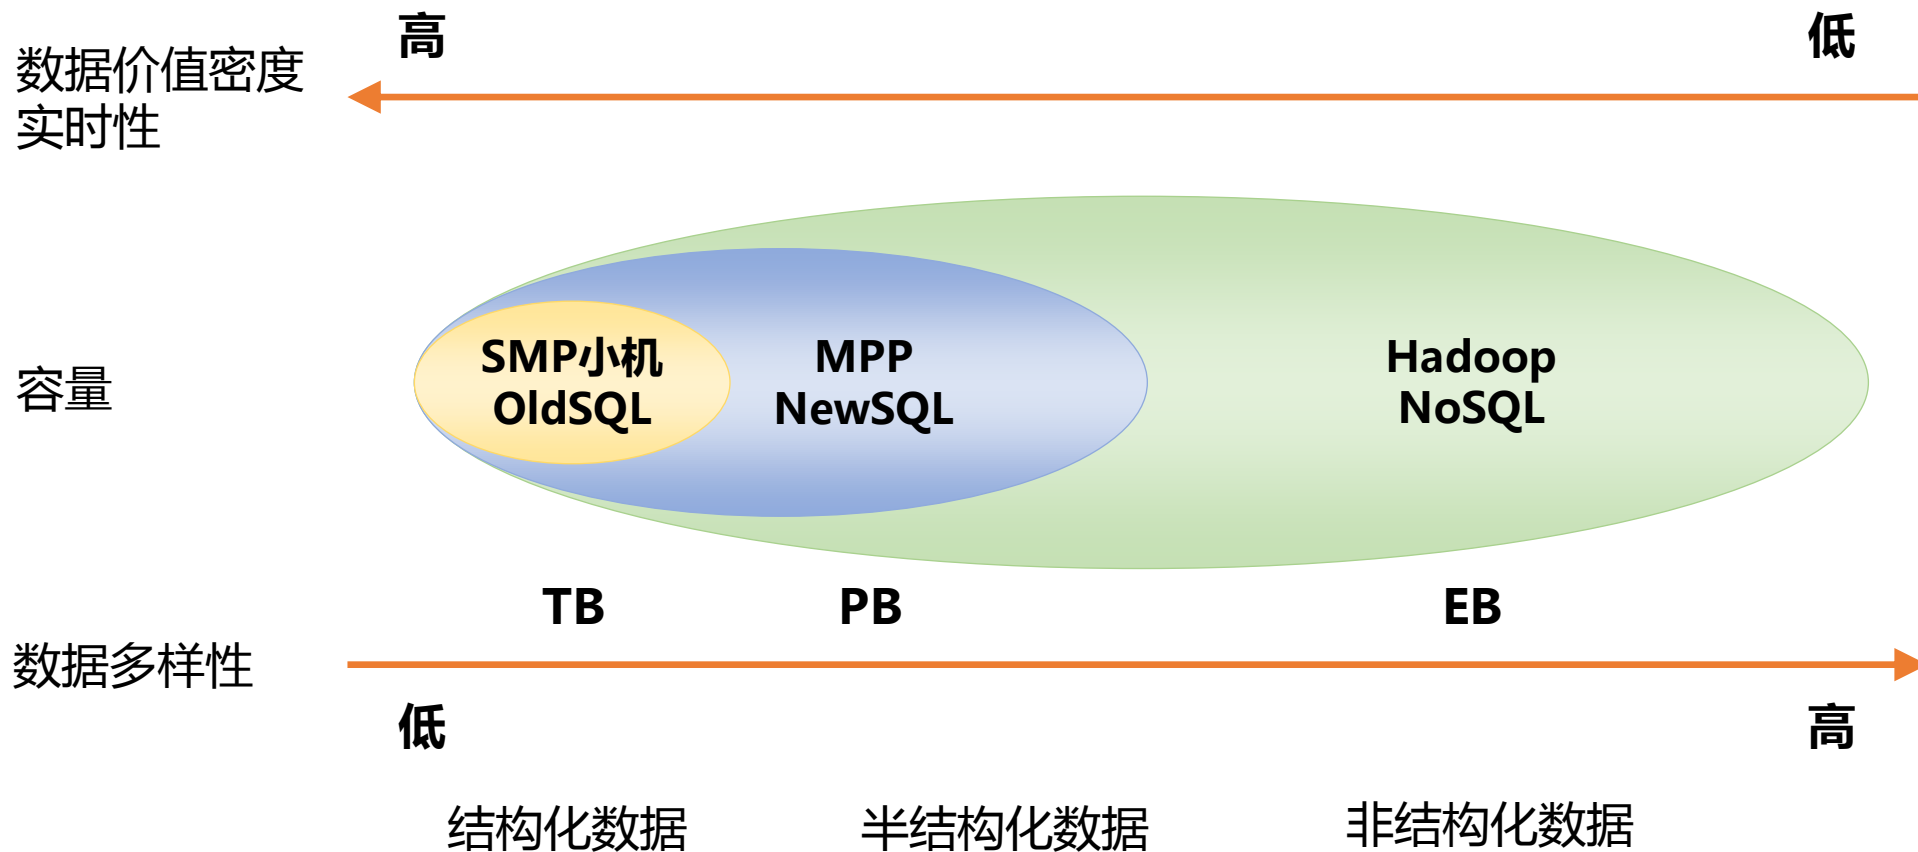 高
低
数据价值密度
实时性
SMP小机
OldSQL
MPP
NewSQL
Hadoop
NoSQL
容量
TB
PB
EB
数据多样性
低
高
结构化数据
半结构化数据
非结构化数据